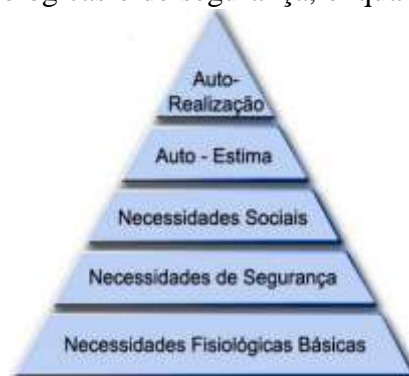 Auto-
Realização
Auto - Estima
Necessidades Sociais
Necessidades de Segurança
Necessidades Fisiológicas Básicas